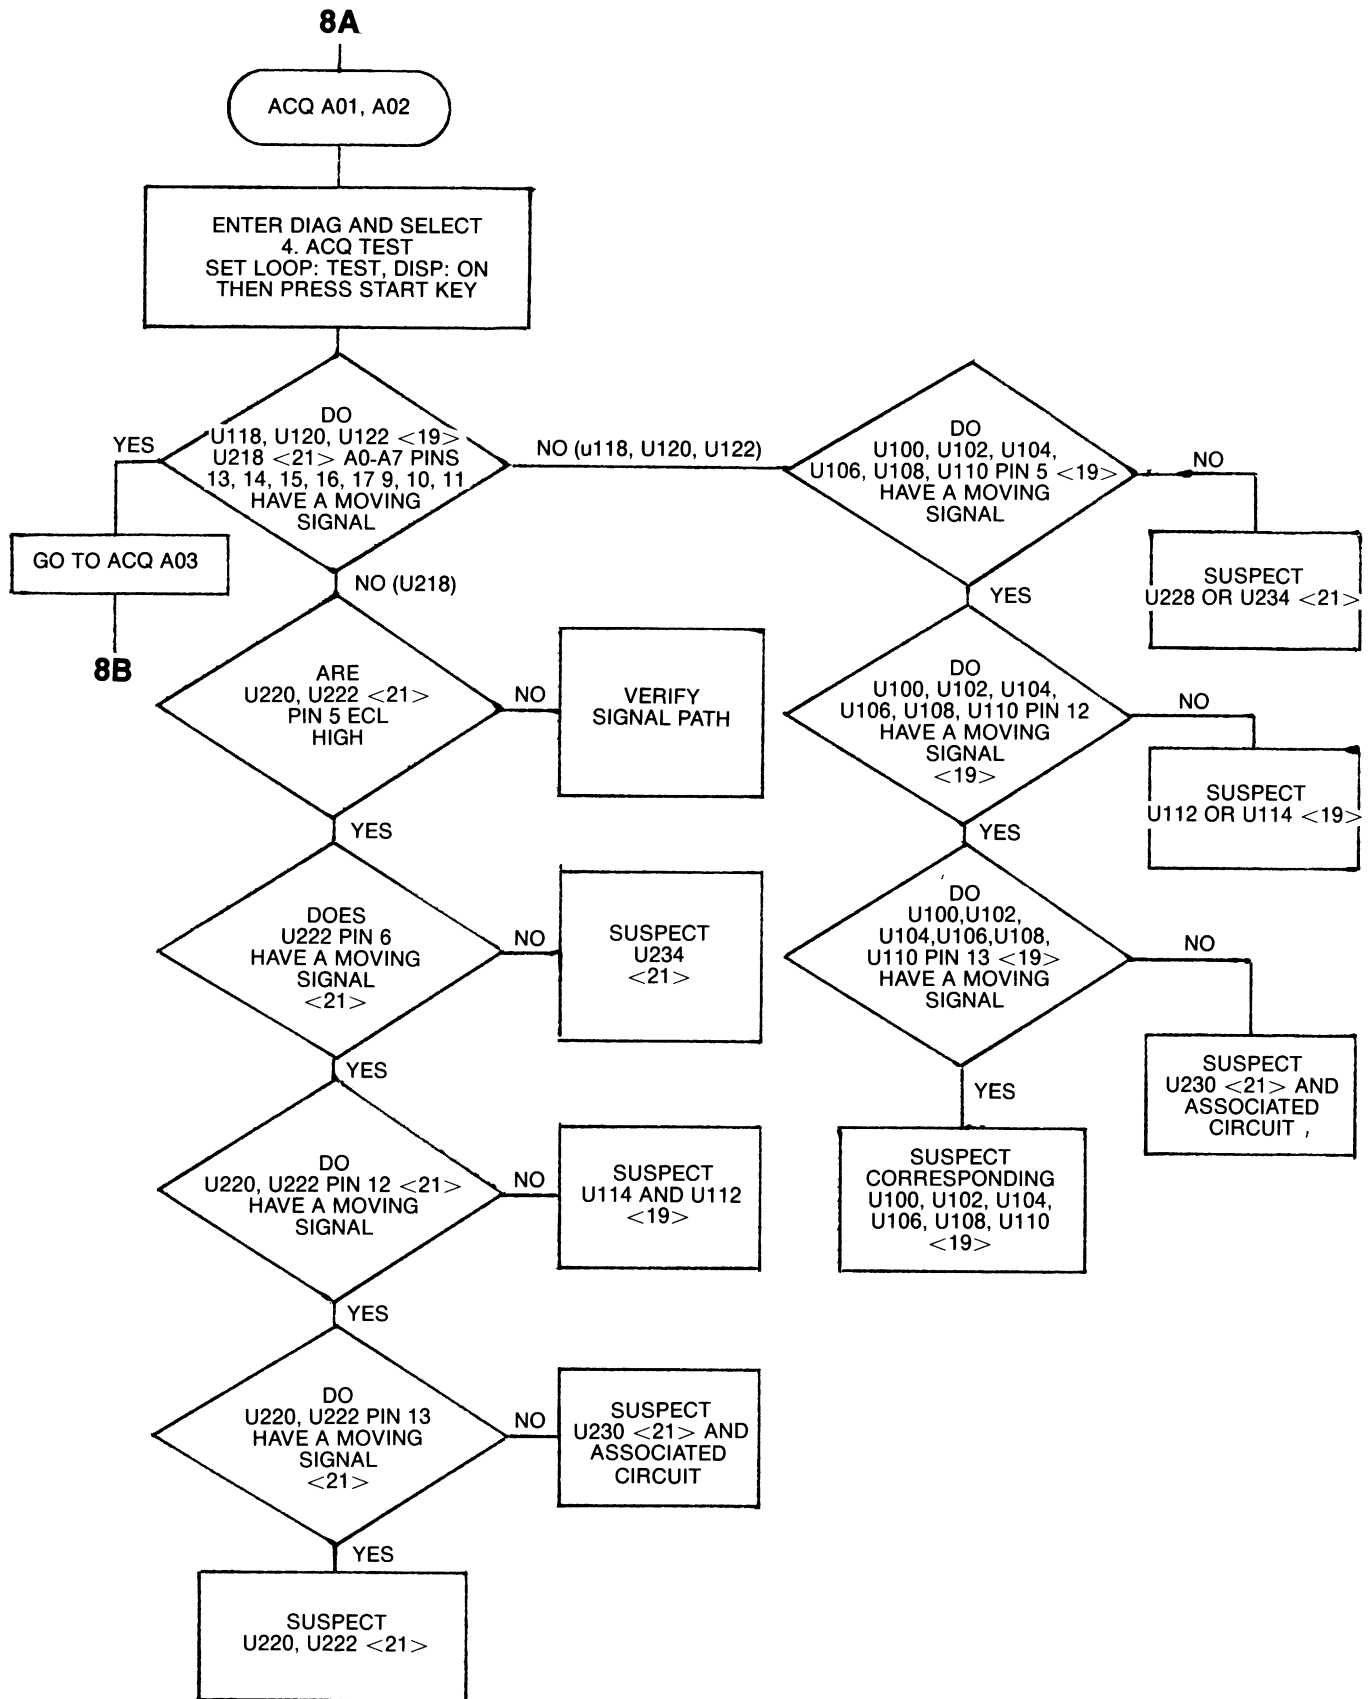 8A
ACQ A01, A02
ENTER DIAG AND SELECT
4. ACQ TEST
SET LOOP: TEST, DISP: ON
THEN PRESS START KEY
DO
U118, U120, U122 <19>
U218 <21> A0-A7 PINS
13, 14, 15, 16, 17 9, 10, 11
HAVE A MOVING
SIGNAL
YES
GO TO ACQ A03
8B
NO (u118, U120, U122)
NO (U218)
DO
U100, U102, U104,
U106, U108, U110 PIN 5 <19>
HAVE A MOVING
SIGNAL
NO
SUSPECT
U228 OR U234 <21>
YES
ARE
U220, U222 <21>
PIN 5 ECL
HIGH
NO
VERIFY
SIGNAL PATH
YES
DO
U100, U102, U104,
U106, U108, U110 PIN 12
HAVE A MOVING
SIGNAL
<19>
NO
SUSPECT
U112 OR U114 <19>
YES
DOES
U222 PIN 6
HAVE A MOVING
SIGNAL
<21>
NO
SUSPECT
U234
<21>
YES
DO
U100,U102,
U104,U106,U108,
U110 PIN 13 <19>
HAVE A MOVING
SIGNAL
NO
SUSPECT
U230 <21> AND
ASSOCIATED
CIRCUIT ,
YES
SUSPECT
CORRESPONDING
U100, U102, U104,
U106, U108, U110
<19>
DO
U220, U222 PIN 12 <21>
HAVE A MOVING
SIGNAL
NO
SUSPECT
U114 AND U112
<19>
YES
DO
U220, U222 PIN 13
HAVE A MOVING
SIGNAL
<21>
NO
SUSPECT
U230 <21> AND
ASSOCIATED
CIRCUIT
YES
SUSPECT
U220, U222 <21>